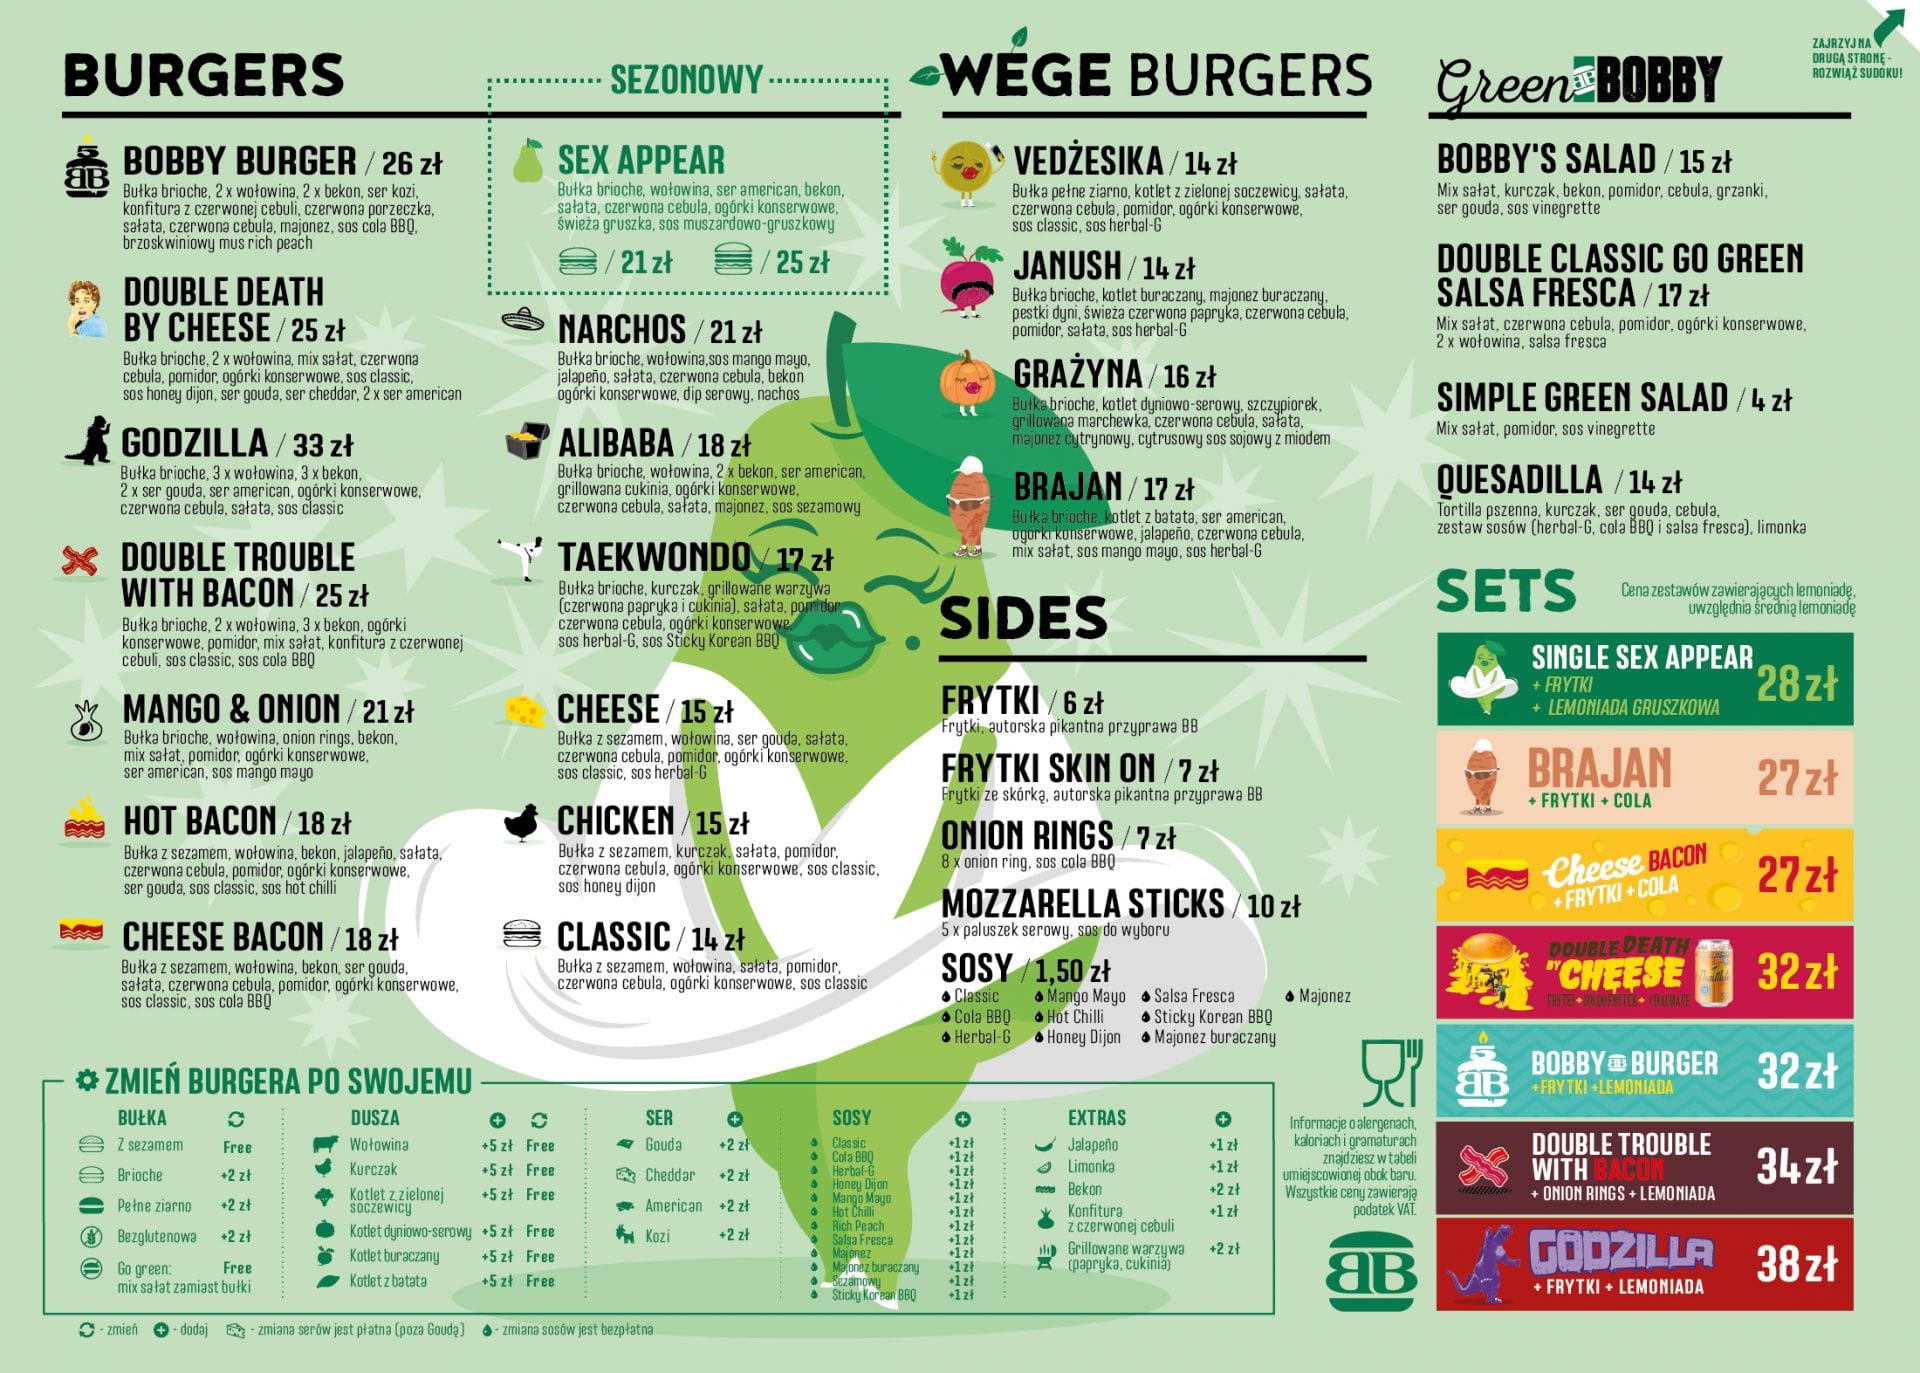 BURGERS
BOBBY BURGER / 26 zł
Bułka brioche, 2 x wołowina, 2 x bekon, ser kozi,
konfitura z czerwonej cebuli, czerwona porzeczka,
sałata, czerwona cebula, majonez, sos cola BBQ,
brzoskwiniowy mus rich peach
DOUBLE DEATH
BY CHEESE / 25 zł
Bułka brioche, 2 x wołowina, mix sałat, czerwona
cebula, pomidor, ogórki konserwowe, sos classic,
sos honey dijon, ser gouda, ser cheddar, 2 x ser american
GODZILLA / 33 zł
Bułka brioche, 3 x wołowina, 3 x bekon,
2 x ser gouda, ser american, ogórki konserwowe,
czerwona cebula, sałata, sos classic
DOUBLE TROUBLE
WITH BACON / 25 zł
Bułka brioche, 2 x wołowina, 3 x bekon, ogórki
konserwowe, pomidor, mix sałat, konfitura z czerwonej
cebuli, sos classic, sos cola BBQ
MANGO & ONION / 21 zł
Bułka brioche, wołowina, onion rings, bekon,
mix sałat, pomidor, ogórki konserwowe,
ser american, sos mango mayo
HOT BACON / 18 zł
Bułka z sezamem, wołowina, bekon, jalapeño, sałata,
czerwona cebula, pomidor, ogórki konserwowe,
ser gouda, sos classic, sos hot chilli
CHEESE BACON / 18 zł
Bułka z sezamem, wołowina, bekon, ser gouda,
sałata, czerwona cebula, pomidor, ogórki konserwowe,
sos classic, sos cola BBQ
SEZONOWY
SEX APPEAR
Bułka brioche, wołowina, ser american, bekon,
sałata, czerwona cebula, ogórki konserwowe,
świeża gruszka, sos muszardowo-gruszkowy
/ 21 zł / 25 zł
NARCHOS / 21 zł
Bułka brioche, wołowina,sos mango mayo,
jalapeño, sałata, czerwona cebula, bekon
ogórki konserwowe, dip serowy, nachos
ALIBABA / 18 zł
Bułka brioche, wołowina, 2 x bekon, ser american,
grillowana cukinia, ogórki konserwowe,
czerwona cebula, sałata, majonez, sos sezamowy
TAEKWONDO / 17 zł
Bułka brioche, kurczak, grillowane warzywa
(czerwona papryka i cukinia), sałata, pomidor,
czerwona cebula, ogórki konserwowe,
sos herbal-G, sos Sticky Korean BBQ
CHEESE / 15 zł
Bułka z sezamem, wołowina, ser gouda, sałata,
czerwona cebula, pomidor, ogórki konserwowe,
sos classic, sos herbal-G
CHICKEN / 15 zł
Bułka z sezamem, kurczak, sałata, pomidor,
czerwona cebula, ogórki konserwowe, sos classic,
sos honey dijon
CLASSIC / 14 zł
Bułka z sezamem, wołowina, sałata, pomidor,
czerwona cebula, ogórki konserwowe, sos classic
WEGE BURGERS
VEDŻESIKA / 14 zł
Bułka pełne ziarno, kotlet z zielonej soczewicy, sałata,
czerwona cebula, pomidor, ogórki konserwowe,
sos classic, sos herbal-G
JANUSH / 14 zł
Bułka brioche, kotlet buraczany, majonez buraczany,
pestki dyni, świeża czerwona papryka, czerwona cebula,
pomidor, sałata, sos herbal-G
GRAŻYNA / 16 zł
Bułka brioche, kotlet dyniowo-serowy, szczypiorek,
grillowana marchewka, czerwona cebula, sałata,
majonez cytrynowy, cytrusowy sos sojowy z miodem
BRAJAN / 17 zł
Bułka brioche, kotlet z batata, ser american,
ogórki konserwowe, jalapeño, czerwona cebula,
mix sałat, sos mango mayo, sos herbal-G
SIDES
FRYTKI / 6 zł
Frytki, autorska pikantna przyprawa BB
FRYTKI SKIN ON / 7 zł
Frytki ze skórką, autorska pikantna przyprawa BB
ONION RINGS / 7 zł
8 x onion ring, sos cola BBQ
MOZZARELLA STICKS / 10 zł
5 x paluszek serowy, sos do wyboru
SOSY / 1,50 zł
Classic Mango Mayo Salsa Fresca Majonez
Cola BBQ Hot Chilli Sticky Korean BBQ
Herbal-G Honey Dijon Majonez buraczany
ZAJRZYJ NA
DRUGĄ STRONĘ -
ROZWIĄŻ SUDOKU!
Green BB BOBBY
BOBBY'S SALAD / 15 zł
Mix sałat, kurczak, bekon, pomidor, cebula, grzanki,
ser gouda, sos vinegrette
DOUBLE CLASSIC GO GREEN
SALSA FRESCA / 17 zł
Mix sałat, czerwona cebula, pomidor, ogórki konserwowe,
2 x wołowina, salsa fresca
SIMPLE GREEN SALAD / 4 zł
Mix sałat, pomidor, sos vinegrette
QUESADILLA / 14 zł
Tortilla pszenna, kurczak, ser gouda, cebula,
zestaw sosów (herbal-G, cola BBQ i salsa fresca), limonka
SETS
Cena zestawów zawierających lemoniadę,
uwzględnia średnią lemoniadę
SINGLE SEX APPEAR
+ FRYTKI
+ LEMONIADA GRUSZKOWA
28 zł
BRAJAN
+ FRYTKI + COLA
27 zł
Cheese BACON
+ FRYTKI + COLA
27 zł
DOUBLE DEATH
BY CHEESE
32 zł
5
BB
BOBBY BB BURGER
+FRYTKI +LEMONIADA
32 zł
DOUBLE TROUBLE
WITH BACON
+ ONION RINGS + LEMONIADA
34 zł
GODZILLA
+ FRYTKI + LEMONIADA
38 zł
ZMIEŃ BURGERA PO SWOJEMU
BUŁKA
Z sezamem Free
Brioche +2 zł
Pełne ziarno +2 zł
Bezglutenowa +2 zł
Go green: Free
mix sałat zamiast bułki
DUSZA
Wołowina +5 zł Free
Kurczak +5 zł Free
Kotlet z zielonej +5 zł Free
soczewicy
Kotlet dyniowo-serowy +5 zł Free
Kotlet buraczany +5 zł Free
Kotlet z batata +5 zł Free
SER
Gouda +2 zł
Cheddar +2 zł
American +2 zł
Kozi +2 zł
SOSY
Classic +1 zł
Cola BBQ +1 zł
Herbal-G +1 zł
Honey Dijon +1 zł
Mango Mayo +1 zł
Hot Chilli +1 zł
Rich Peach +1 zł
Salsa Fresca +1 zł
Majonez +1 zł
Majonez buraczany +1 zł
Sezamowy +1 zł
Sticky Korean BBQ +1 zł
EXTRAS
Jalapeño +1 zł
Limonka +1 zł
Bekon +2 zł
Konfitura +1 zł
z czerwonej cebuli
Grillowane warzywa +2 zł
(papryka, cukinia)
- zmień - dodaj - zmiana serów jest płatna (poza Goudą) - zmiana sosów jest bezpłatna
Informacje o alergenach,
kaloriach i gramaturach
znajdziesz w tabeli
umiejscowionej obok baru.
Wszystkie ceny zawierają
podatek VAT.
BB